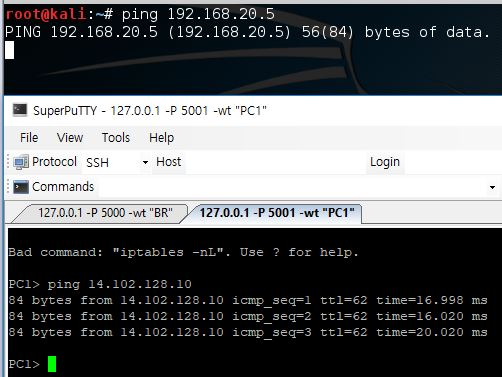 root@kali:~# ping 192.168.20.5
PING 192.168.20.5 (192.168.20.5) 56(84) bytes of data.
SuperPuTTY - 127.0.0.1 -P 5001 -wt "PC1"
File View Tools Help
Protocol SSH Host Login
Commands
127.0.0.1 -P 5000 -wt "BR" 127.0.0.1 -P 5001 -wt "PC1"
Bad command: "iptables -nL". Use ? for help.
PC1> ping 14.102.128.10
84 bytes from 14.102.128.10 icmp_seq=1 ttl=62 time=16.998 ms
84 bytes from 14.102.128.10 icmp_seq=2 ttl=62 time=16.020 ms
84 bytes from 14.102.128.10 icmp_seq=3 ttl=62 time=20.020 ms
PC1>